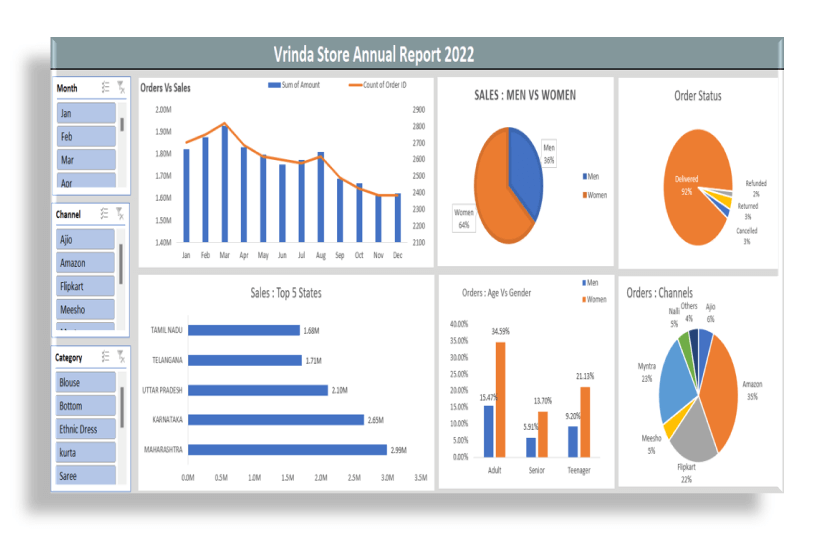 Vrinda Store Annual Report 2022
Month
Jan
Feb
Mar
Apr
Channel
Ajio
Amazon
Flipkart
Meesho
Category
Blouse
Bottom
Ethnic Dress
kurta
Saree
Orders Vs Sales
Sum of Amount
Count of Order ID
2.00M
1.90M
1.80M
1.70M
1.60M
1.50M
1.40M
2900
2800
2700
2600
2500
2400
2300
2200
2100
Jan Feb Mar Apr May Jun Jul Aug Sep Oct Nov Dec
SALES : MEN VS WOMEN
Men
36%
Women
64%
Men
Women
Order Status
Delivered
92%
Refunded
2%
Returned
3%
Cancelled
3%
Sales : Top 5 States
TAMIL NADU
1.68M
TELANGANA
1.71M
UTTAR PRADESH
2.10M
KARNATAKA
2.65M
MAHARASHTRA
2.99M
0.0M 0.5M 1.0M 1.5M 2.0M 2.5M 3.0M 3.5M
Orders : Age Vs Gender
Men
Women
40.00%
35.00%
30.00%
25.00%
20.00%
15.00%
10.00%
5.00%
0.00%
15.47%
34.59%
5.91%
13.70%
9.20%
21.13%
Adult Senior Teenager
Orders : Channels
Nalli
5%
Others
4%
Ajio
6%
Myntra
23%
Amazon
35%
Meesho
5%
Flipkart
22%